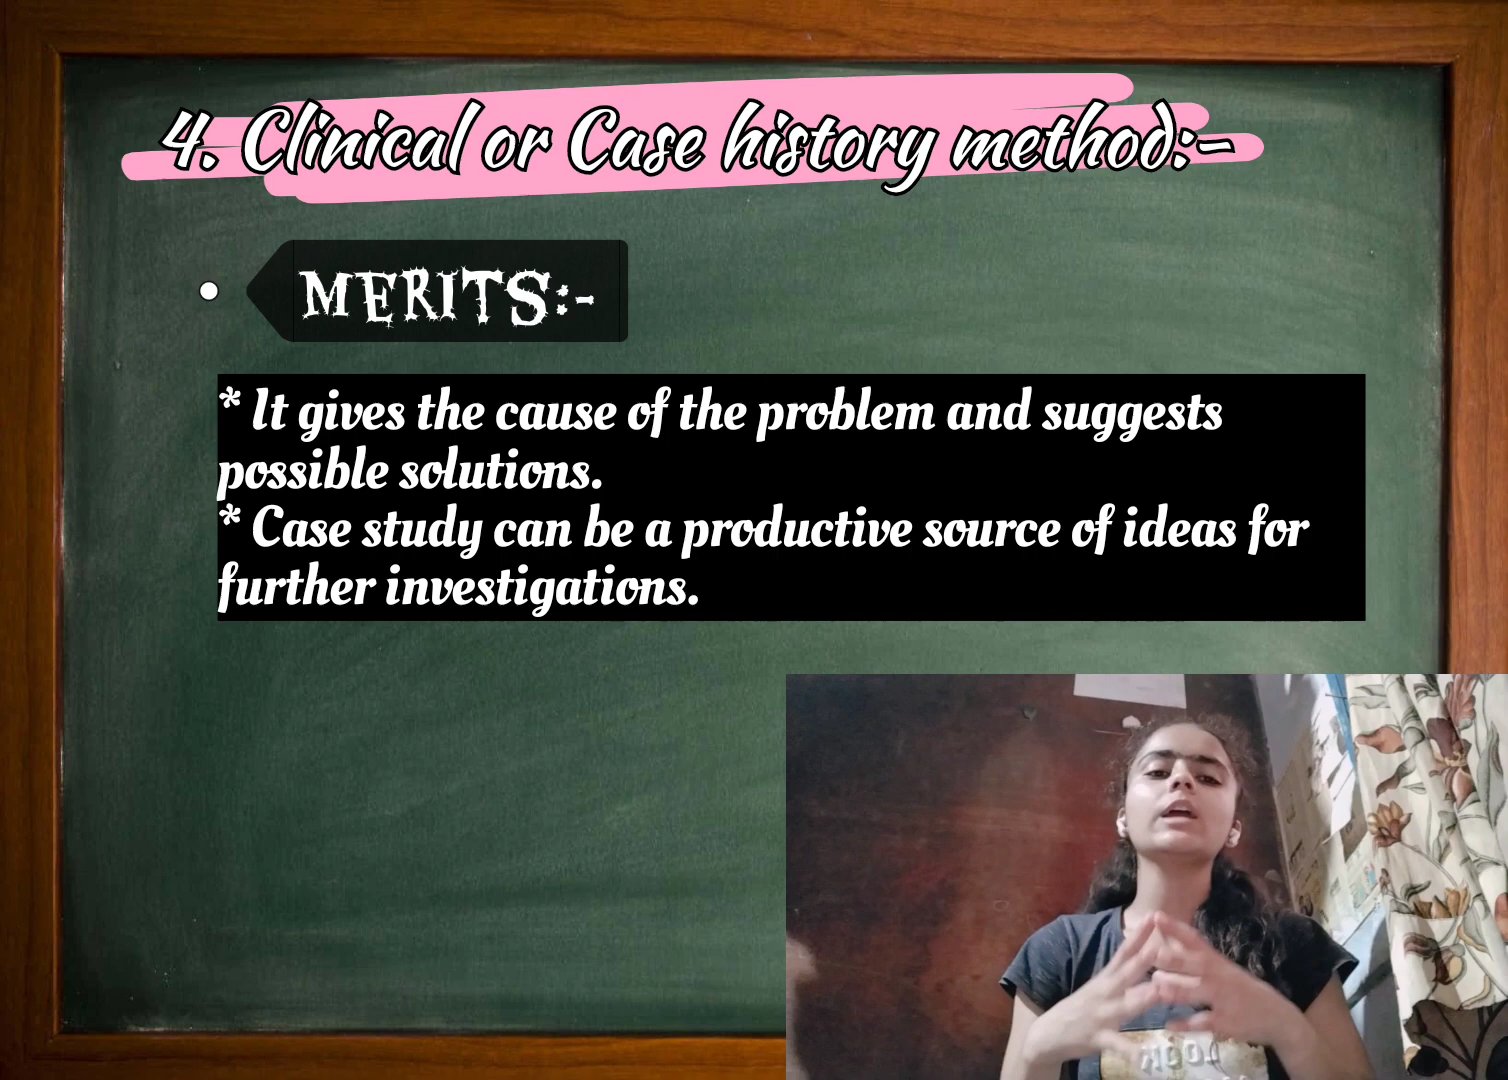 4. Clinical or Case history method:-
MERITS:-
* It gives the cause of the problem and suggests
possible solutions.
* Case study can be a productive source of ideas for
further investigations.
LOOK